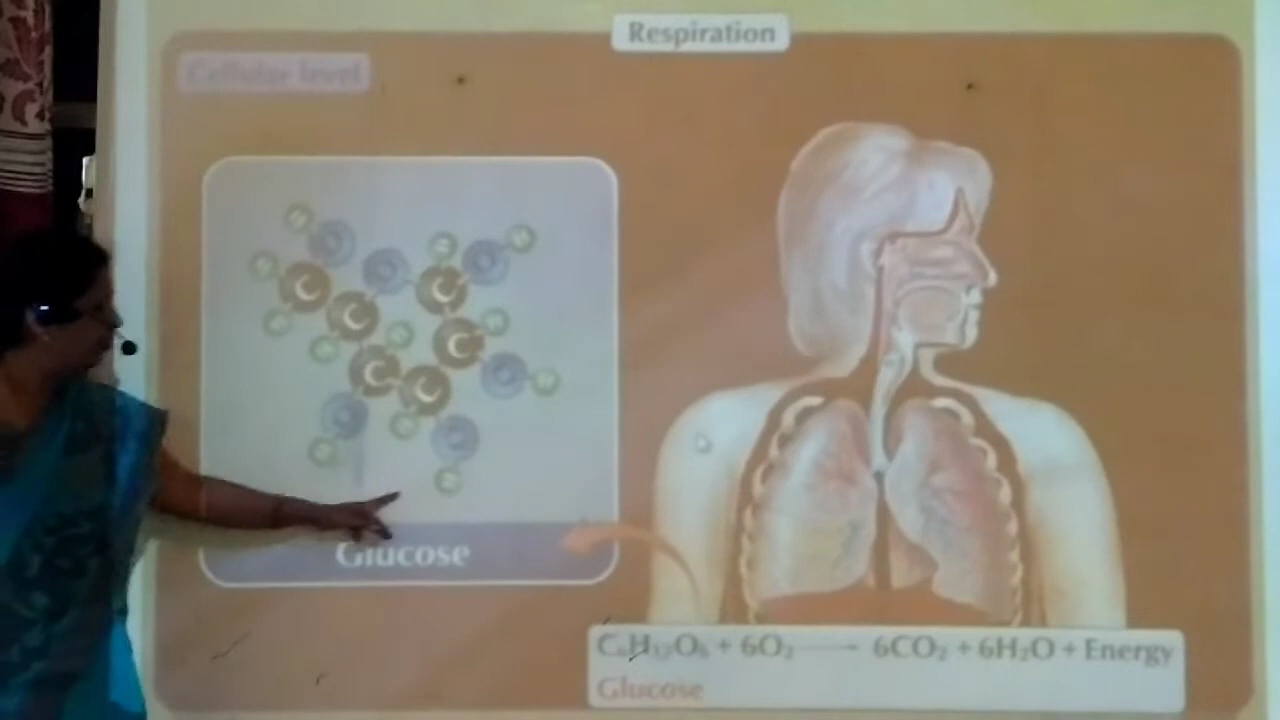 Respiration
Cellular level
C C C C C C
Glucose
C₆H₁₂O₆ + 6O₂ → 6CO₂ + 6H₂O + Energy
Glucose